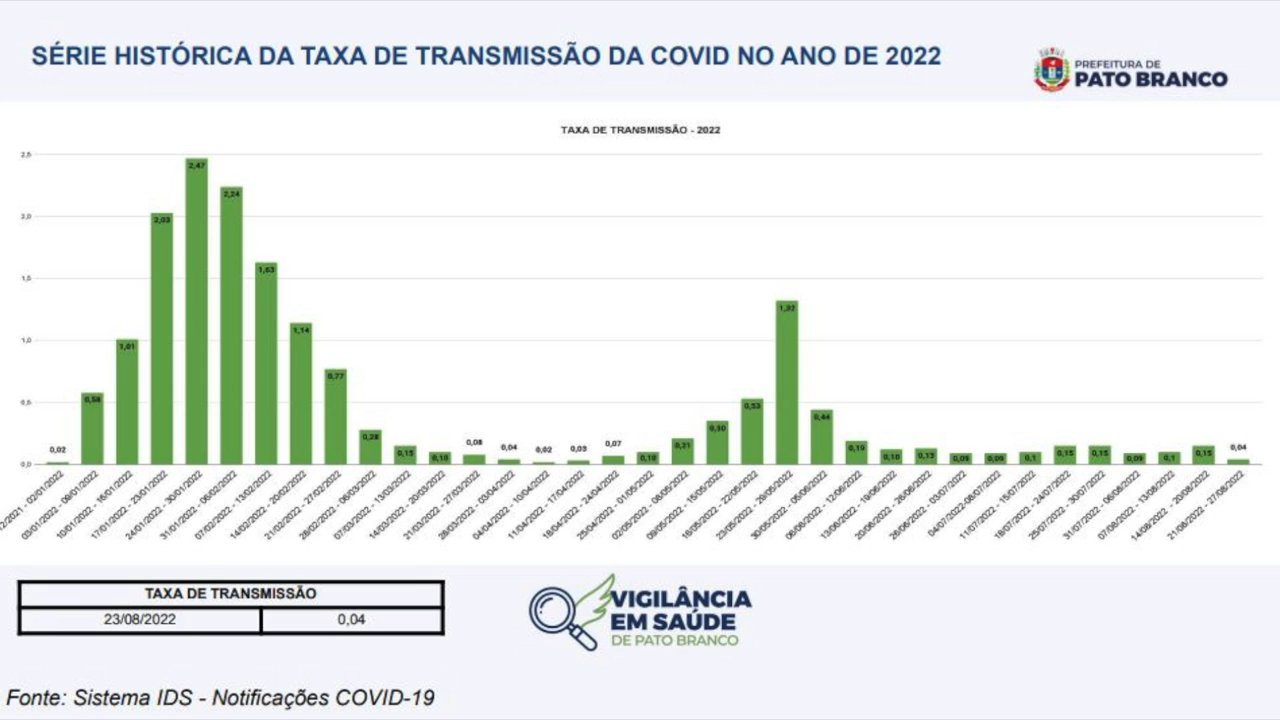 SÉRIE HISTÓRICA DA TAXA DE TRANSMISSÃO DA COVID NO ANO DE 2022
PREFEITURA DE
PATO BRANCO
TAXA DE TRANSMISSÃO - 2022
2,5
2,0
1,5
1,0
0,5
0,0
0,02
0,58
1,01
2,03
2,47
2,24
1,63
1,14
0,77
0,28
0,15
0,10
0,08
0,04
0,02
0,03
0,07
0,10
0,21
0,53
1,32
0,44
0,19
0,10
0,13
0,09
0,09
0,1
0,15
0,15
0,09
0,1
0,15
0,04
12/2021 - 02/01/2022
03/01/2022 - 09/01/2022
10/01/2022 - 16/01/2022
17/01/2022 - 23/01/2022
24/01/2022 - 30/01/2022
31/01/2022 - 06/02/2022
07/02/2022 - 13/02/2022
14/02/2022 - 20/02/2022
21/02/2022 - 27/02/2022
28/02/2022 - 06/03/2022
07/03/2022 - 13/03/2022
14/03/2022 - 20/03/2022
21/03/2022 - 27/03/2022
28/03/2022 - 03/04/2022
04/04/2022 - 10/04/2022
11/04/2022 - 17/04/2022
18/04/2022 - 24/04/2022
25/04/2022 - 01/05/2022
02/05/2022 - 08/05/2022
09/05/2022 - 15/05/2022
16/05/2022 - 22/05/2022
23/05/2022 - 29/05/2022
30/05/2022 - 05/06/2022
06/06/2022 - 12/06/2022
13/06/2022 - 19/06/2022
20/06/2022 - 26/06/2022
26/06/2022 - 03/07/2022
04/07/2022-08/07/2022
11/07/2022 - 15/07/2022
18/07/2022 - 24/07/2022
25/07/2022 - 30/07/2022
31/07/2022 - 06/08/2022
07/08/2022 - 13/08/2022
14/08/2022 - 20/08/2022
21/08/2022 - 27/08/2022
TAXA DE TRANSMISSÃO
23/08/2022 0,04
VIGILÂNCIA
EM SAÚDE
DE PATO BRANCO
Fonte: Sistema IDS - Notificações COVID-19